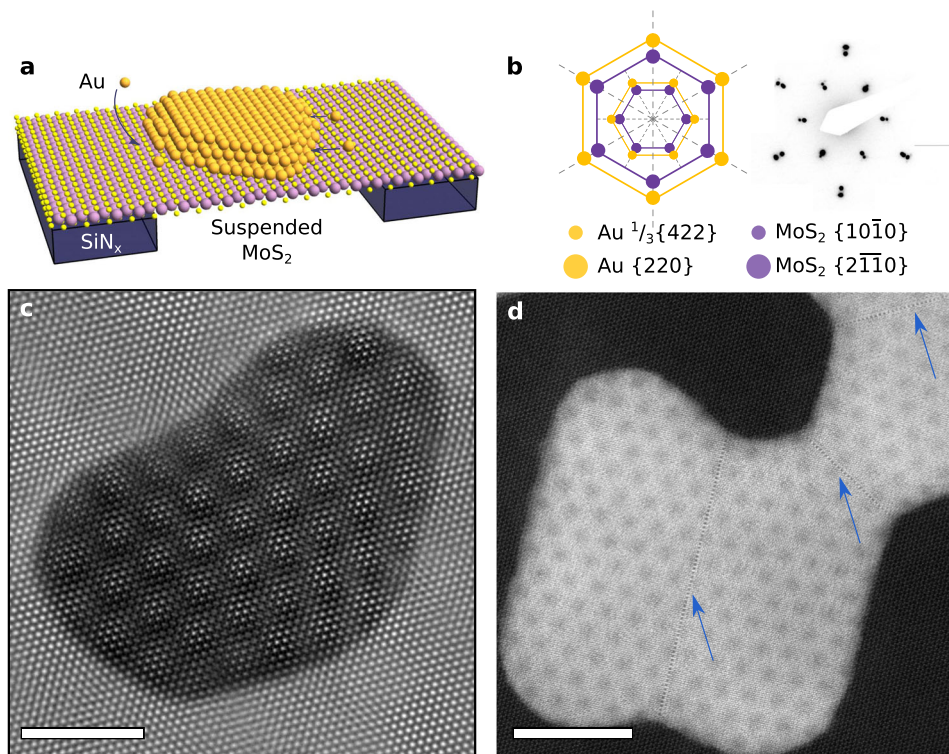 a
Au
SiNₓ
Suspended
MoS₂
b
Au ¹/₃{422}
MoS₂ {101̅0}
Au {220}
MoS₂ {21̅1̅0}
c
d